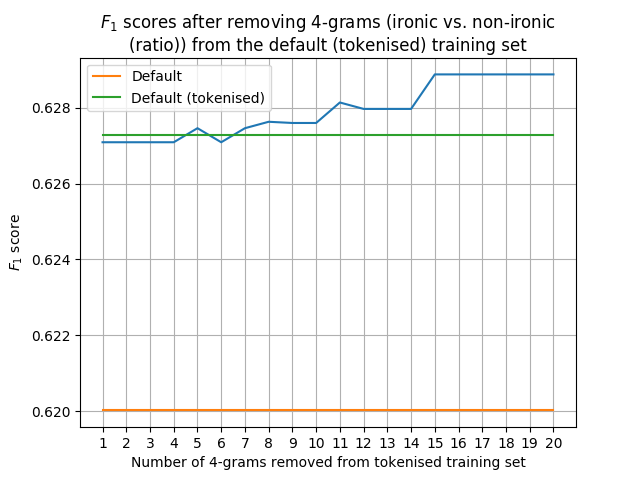 F1 scores after removing 4-grams (ironic vs. non-ironic
(ratio)) from the default (tokenised) training set
Default
Default (tokenised)
0.628
0.626
0.624
0.622
0.620
F1 score
1 2 3 4 5 6 7 8 9 10 11 12 13 14 15 16 17 18 19 20
Number of 4-grams removed from tokenised training set